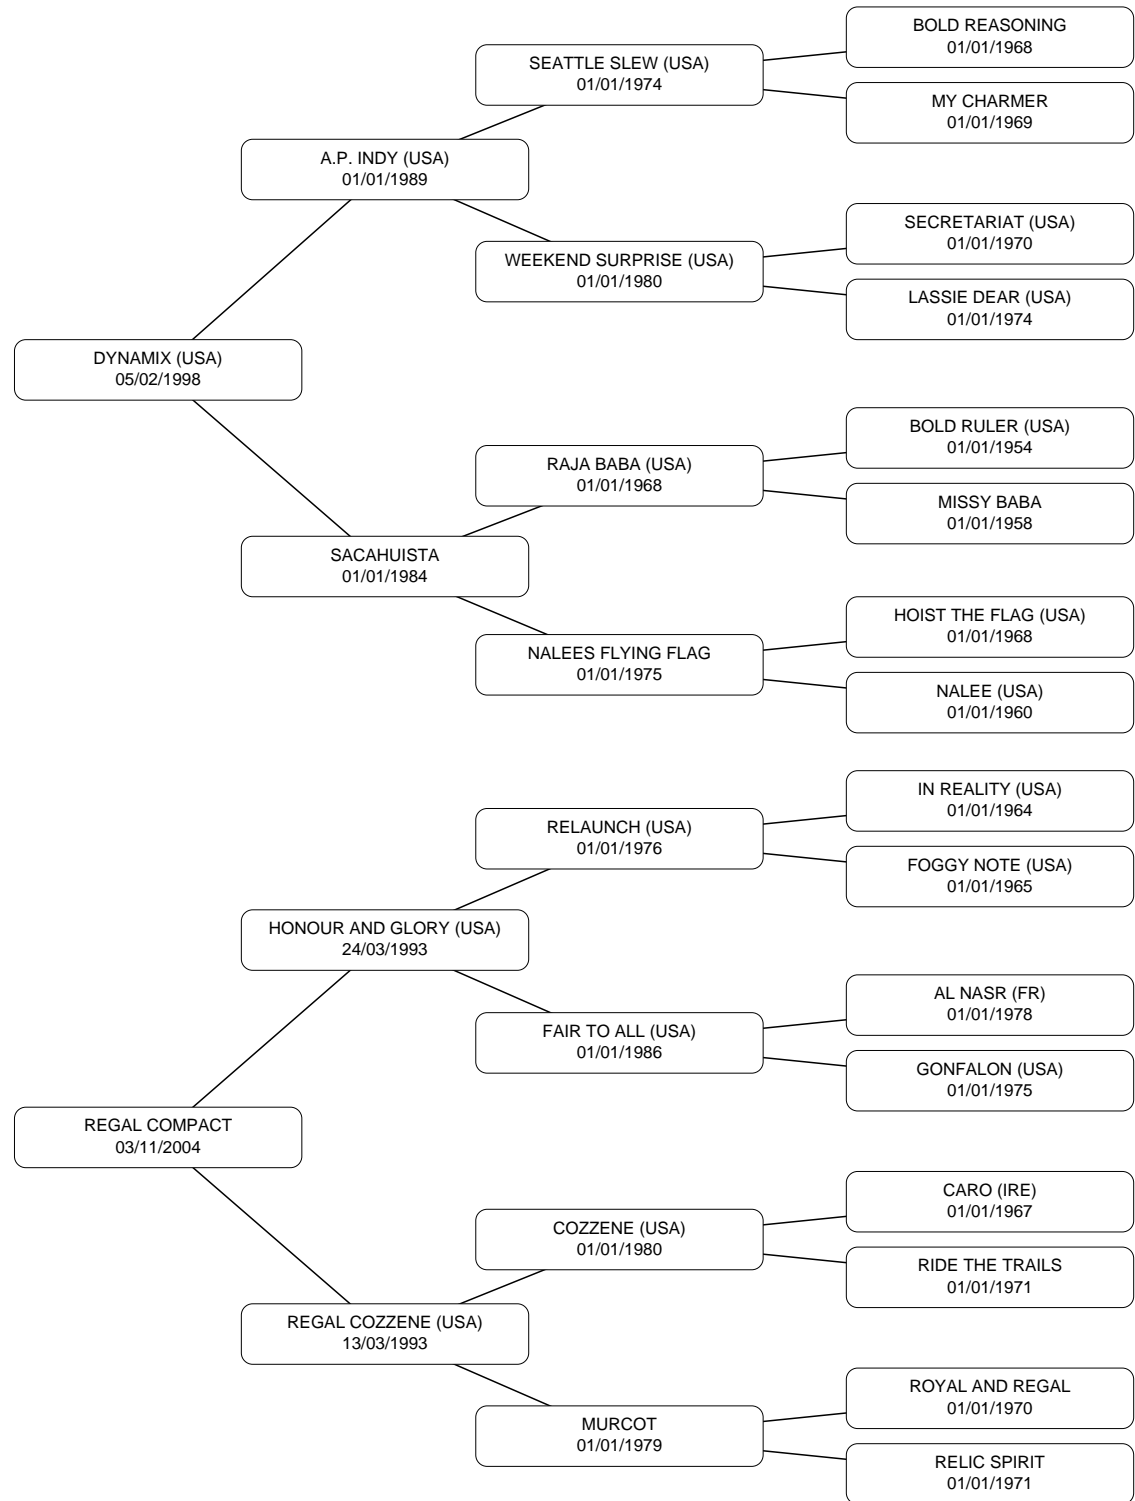 BOLD REASONING
01/01/1968
SEATTLE SLEW (USA)
01/01/1974
MY CHARMER
01/01/1969
A.P. INDY (USA)
01/01/1989
SECRETARIAT (USA)
01/01/1970
WEEKEND SURPRISE (USA)
01/01/1980
LASSIE DEAR (USA)
01/01/1974
DYNAMIX (USA)
05/02/1998
BOLD RULER (USA)
01/01/1954
RAJA BABA (USA)
01/01/1968
MISSY BABA
01/01/1958
SACAHUISTA
01/01/1984
HOIST THE FLAG (USA)
01/01/1968
NALEES FLYING FLAG
01/01/1975
NALEE (USA)
01/01/1960
IN REALITY (USA)
01/01/1964
RELAUNCH (USA)
01/01/1976
FOGGY NOTE (USA)
01/01/1965
HONOUR AND GLORY (USA)
24/03/1993
AL NASR (FR)
01/01/1978
FAIR TO ALL (USA)
01/01/1986
GONFALON (USA)
01/01/1975
REGAL COMPACT
03/11/2004
CARO (IRE)
01/01/1967
COZZENE (USA)
01/01/1980
RIDE THE TRAILS
01/01/1971
REGAL COZZENE (USA)
13/03/1993
ROYAL AND REGAL
01/01/1970
MURCOT
01/01/1979
RELIC SPIRIT
01/01/1971